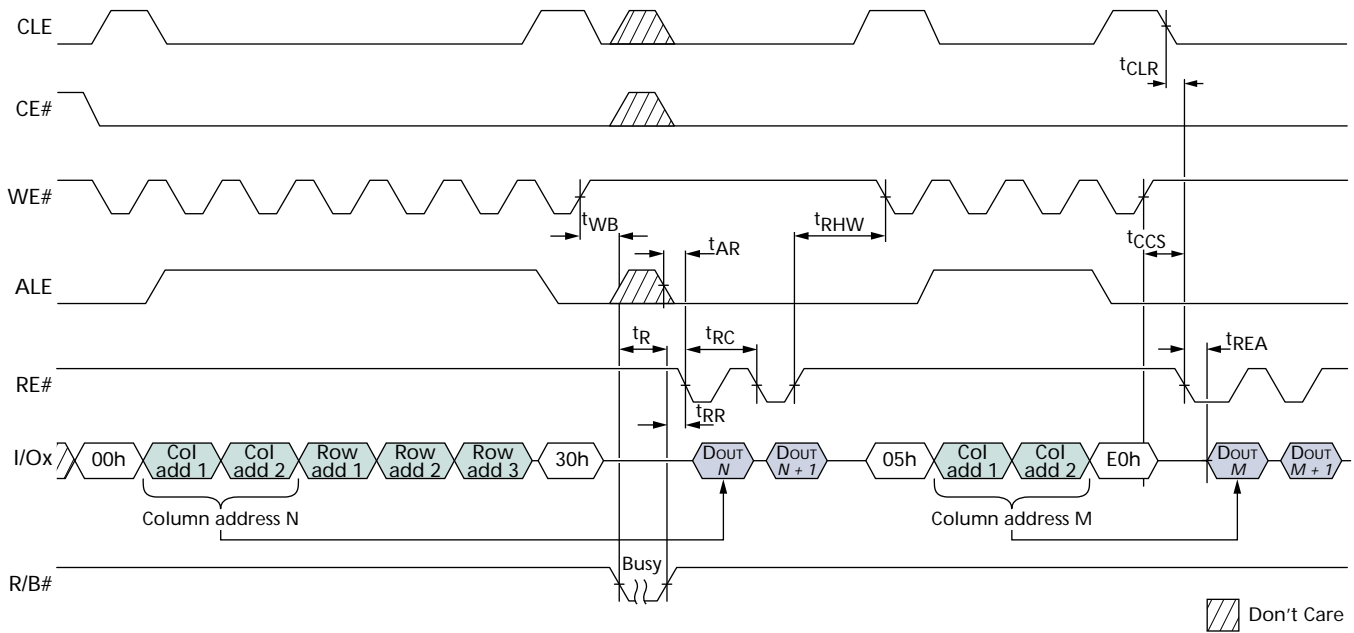 CLE
tCLR
CE#
WE#
tWB
tAR
tRHW
tCCS
ALE
tR
tRC
tREA
RE#
tRR
I/Ox
00h
Col add 1
Col add 2
Row add 1
Row add 2
Row add 3
30h
DOUT N
DOUT N + 1
05h
Col add 1
Col add 2
E0h
DOUT M
DOUT M + 1
Column address N
Column address M
Busy
R/B#
Don't Care